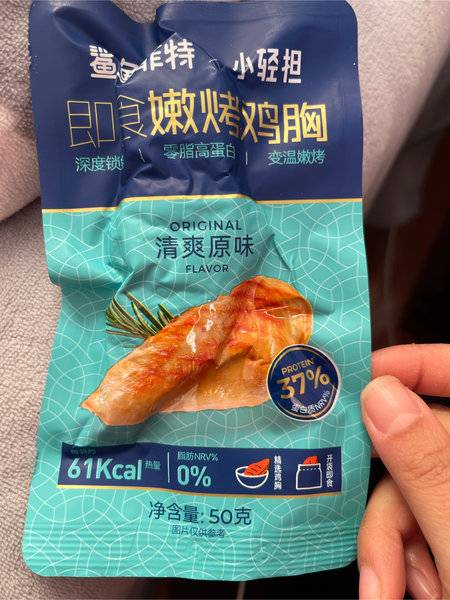 鲨鱼菲特 × 小轻担
即食嫩烤鸡胸
深度锁鲜 | 零脂高蛋白 | 变温嫩烤
ORIGINAL
清爽原味
FLAVOR
PROTEIN
37%
蛋白质NRV%
61Kcal 热量
脂肪NRV%
0%
精选鸡胸
开袋即食
净含量: 50克
图片仅供参考